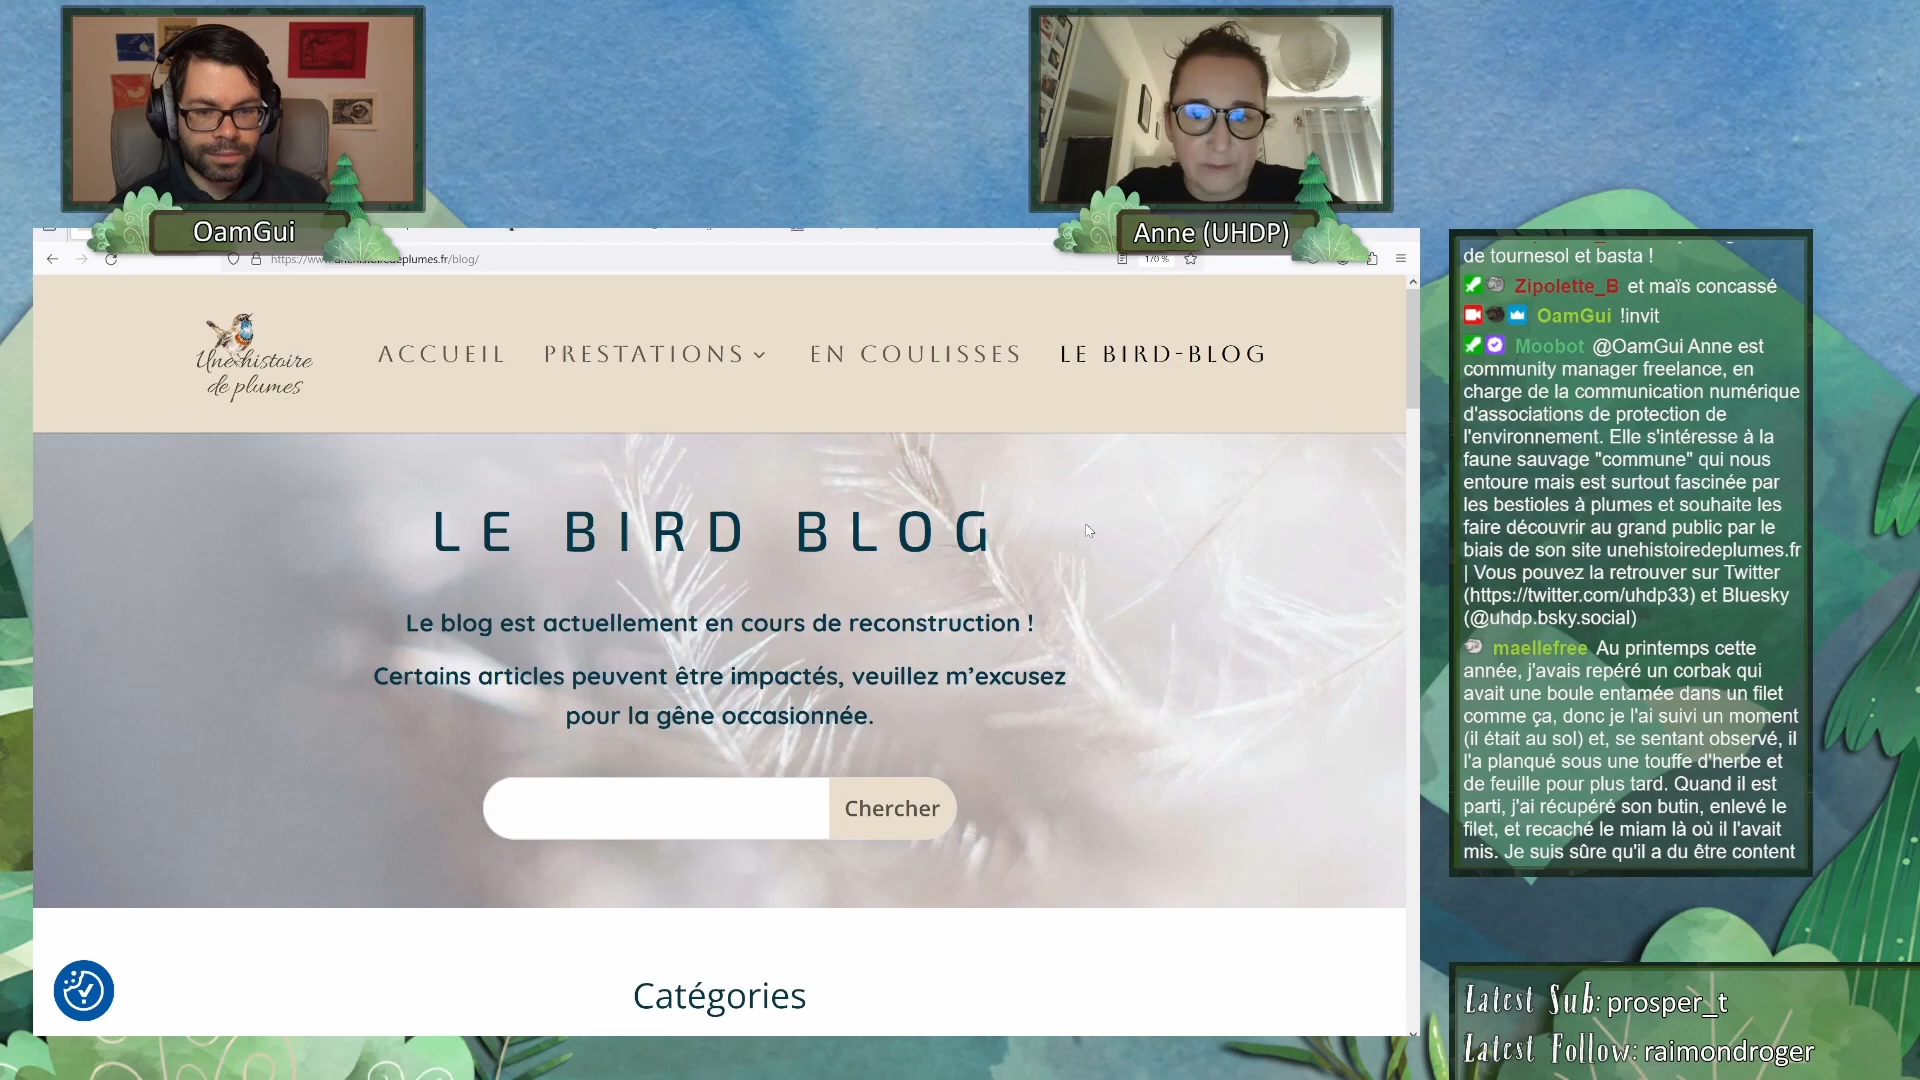 OamGui
Anne (UHDP)
https://www.unehistoiredeplumes.fr/blog/
170 %
Une histoire
de plumes
ACCUEIL
PRESTATIONS
EN COULISSES
LE BIRD-BLOG
LE BIRD BLOG
Le blog est actuellement en cours de reconstruction !
Certains articles peuvent être impactés, veuillez m’excusez
pour la gêne occasionnée.
Chercher
Catégories
de tournesol et basta !
Zipolette_B et maïs concassé
OamGui !invit
Moobot @OamGui Anne est
community manager freelance, en
charge de la communication numérique
d'associations de protection de
l'environnement. Elle s'intéresse à la
faune sauvage "commune" qui nous
entoure mais est surtout fascinée par
les bestioles à plumes et souhaite les
faire découvrir au grand public par le
biais de son site unehistoiredeplumes.fr
| Vous pouvez la retrouver sur Twitter
(https://twitter.com/uhdp33) et Bluesky
(@uhdp.bsky.social)
maellefree Au printemps cette
année, j'avais repéré un corbak qui
avait une boule entamée dans un filet
comme ça, donc je l'ai suivi un moment
(il était au sol) et, se sentant observé, il
l'a planqué sous une touffe d'herbe et
de feuille pour plus tard. Quand il est
parti, j'ai récupéré son butin, enlevé le
filet, et recaché le miam là où il l'avait
mis. Je suis sûre qu'il a du être content
Latest Sub: prosper_t
Latest Follow: raimondroger